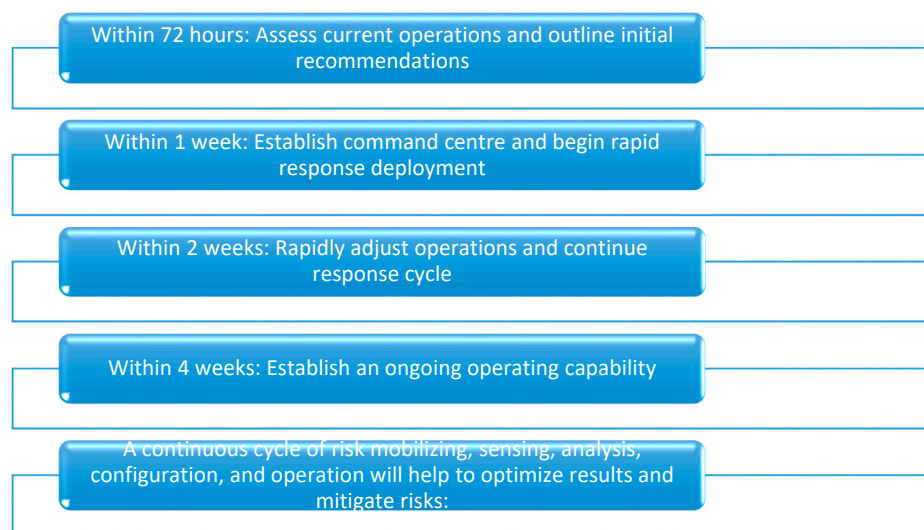 Within 72 hours: Assess current operations and outline initial
recommendations
Within 1 week: Establish command centre and begin rapid
response deployment
Within 2 weeks: Rapidly adjust operations and continue
response cycle
Within 4 weeks: Establish an ongoing operating capability
A continuous cycle of risk mobilizing, sensing, analysis,
configuration, and operation will help to optimize results and
mitigate risks: